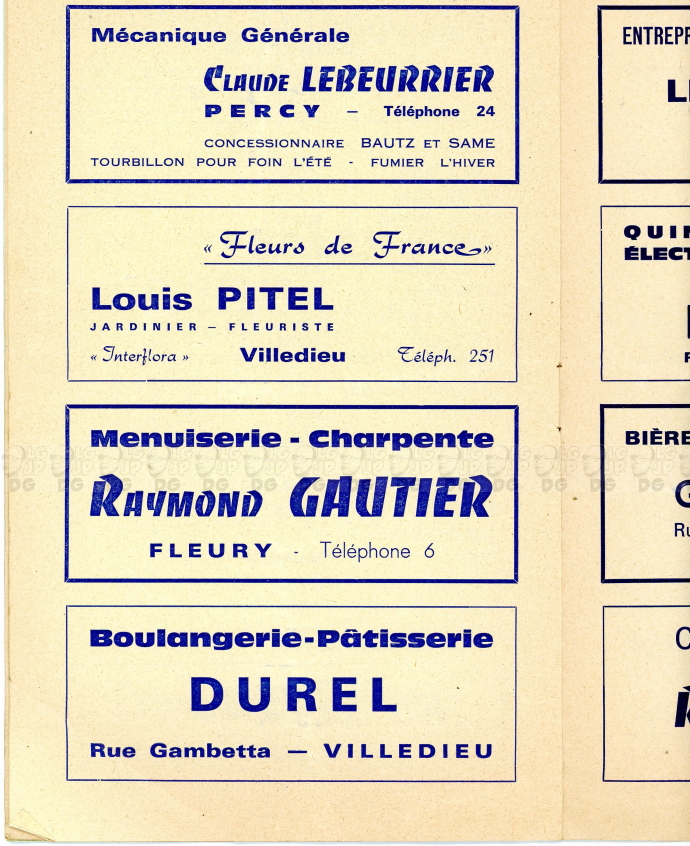 Mécanique Générale
CLAUDE LEBEURRIER
PERCY — Téléphone 24
CONCESSIONNAIRE BAUTZ ET SAME
TOURBILLON POUR FOIN L'ÉTÉ - FUMIER L'HIVER
« Fleurs de France »
Louis PITEL
JARDINIER — FLEURISTE
« Interflora » Villedieu Téléph. 251
Menuiserie - Charpente
RAYMOND GAUTIER
FLEURY - Téléphone 6
Boulangerie-Pâtisserie
DUREL
Rue Gambetta — VILLEDIEU
BIÈRE